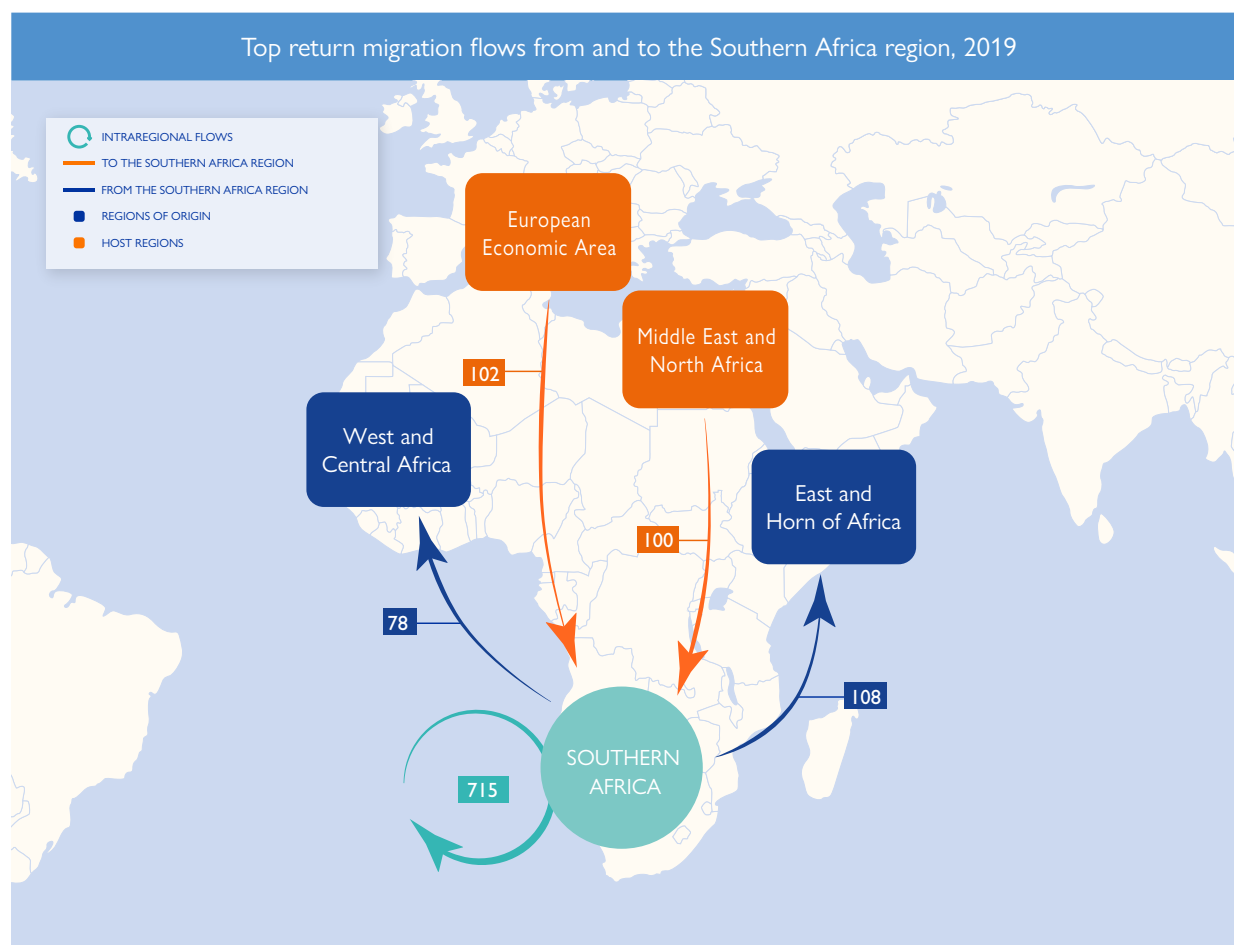 Top return migration flows from and to the Southern Africa region, 2019
INTRAREGIONAL FLOWS
TO THE SOUTHERN AFRICA REGION
FROM THE SOUTHERN AFRICA REGION
REGIONS OF ORIGIN
HOST REGIONS
European
Economic Area
Middle East and
North Africa
102
West and
Central Africa
East and
Horn of Africa
100
78
108
SOUTHERN
AFRICA
715